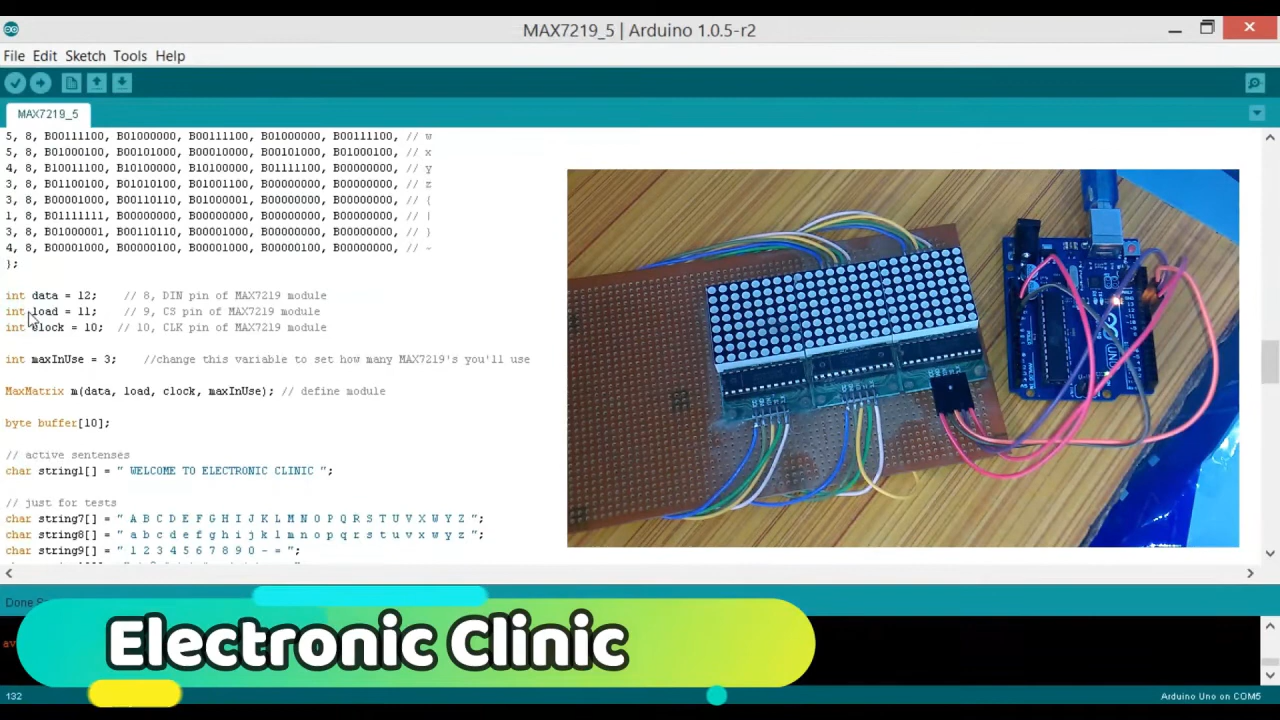 MAX7219_5 | Arduino 1.0.5-r2
File Edit Sketch Tools Help
MAX7219_5
5, 8, B00111100, B01000000, B00111100, B01000000, B00111100, // w
5, 8, B01000100, B00101000, B00010000, B00101000, B01000100, // x
4, 8, B10011100, B10100000, B10100000, B01111100, B00000000, // y
3, 8, B01100100, B01010100, B01001100, B00000000, B00000000, // z
3, 8, B00001000, B00110110, B01000001, B00000000, B00000000, // {
1, 8, B01111111, B00000000, B00000000, B00000000, B00000000, // |
3, 8, B01000001, B00110110, B00001000, B00000000, B00000000, // }
4, 8, B00001000, B00000100, B00001000, B00000100, B00000000, // ~
};
int data = 12; // 8, DIN pin of MAX7219 module
int load = 11; // 9, CS pin of MAX7219 module
int clock = 10; // 10, CLK pin of MAX7219 module
int maxInUse = 3; //change this variable to set how many MAX7219's you'll use
MaxMatrix m(data, load, clock, maxInUse); // define module
byte buffer[10];
// active sentenses
char string1[] = " WELCOME TO ELECTRONIC CLINIC ";
// just for tests
char string7[] = " A B C D E F G H I J K L M N O P Q R S T U V X W Y Z ";
char string8[] = " a b c d e f g h i j k l m n o p q r s t u v x w y z ";
char string9[] = " 1 2 3 4 5 6 7 8 9 0 - = ";
Electronic Clinic
132
Arduino Uno on COM5